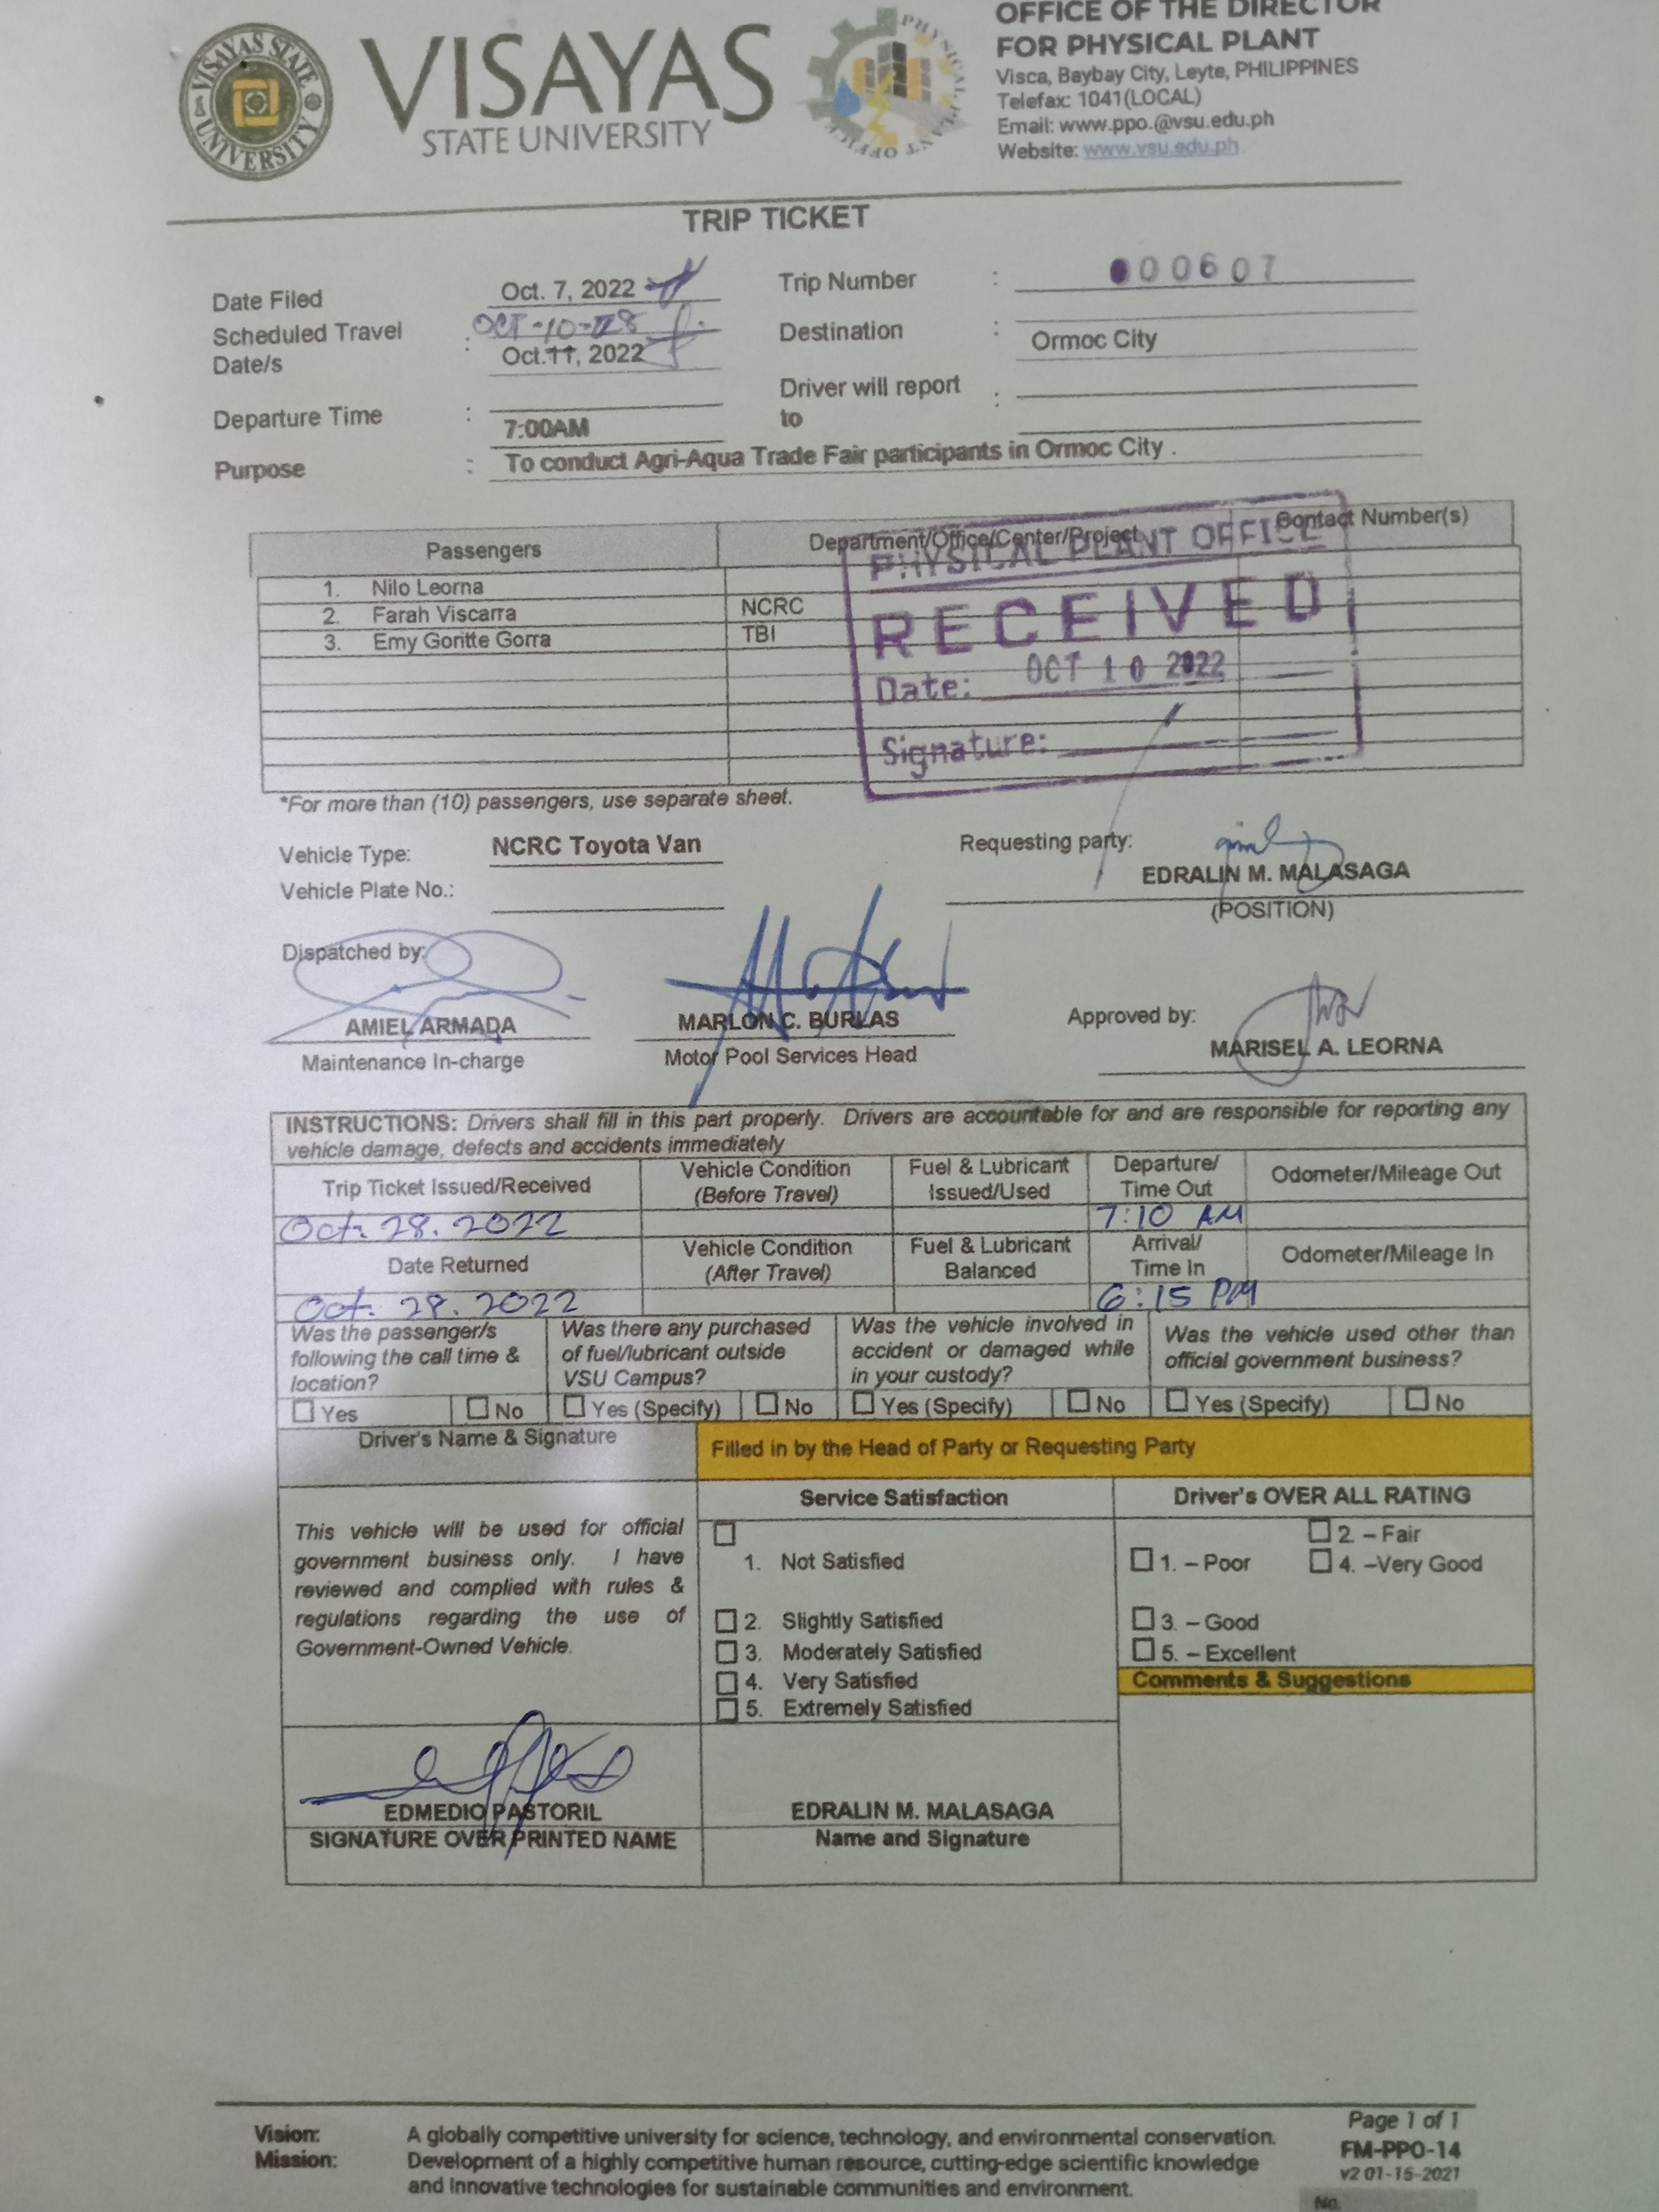 VISAYAS STATE UNIVERSITY
VISAYAS
STATE UNIVERSITY
PHYSICAL PLANT OFFICE
OFFICE OF THE DIRECTOR
FOR PHYSICAL PLANT
Visca, Baybay City, Leyte, PHILIPPINES
Telefax: 1041(LOCAL)
Email: www.ppo.@vsu.edu.ph
Website: www.vsu.edu.ph
TRIP TICKET
Date Filed Oct. 7, 2022 Trip Number : 000607
Scheduled Travel Date/s : OCT-10-28 Oct.11, 2022 Destination : Ormoc City
Departure Time : 7:00AM Driver will report to :
Purpose : To conduct Agri-Aqua Trade Fair participants in Ormoc City .
Passengers Department/Office/Center/Project Contact Number(s)
1. Nilo Leorna
2. Farah Viscarra NCRC
3. Emy Goritte Gorra TBI
PHYSICAL PLANT OFFICE
RECEIVED
Date: OCT 10 2022
Signature:
*For more than (10) passengers, use separate sheet.
Vehicle Type: NCRC Toyota Van Requesting party:
EDRALIN M. MALASAGA
Vehicle Plate No.:
(POSITION)
Dispatched by:
AMIEL ARMADA MARLON C. BURLAS Approved by: MARISEL A. LEORNA
Maintenance In-charge Motor Pool Services Head
INSTRUCTIONS: Drivers shall fill in this part properly. Drivers are accountable for and are responsible for reporting any
vehicle damage, defects and accidents immediately
Trip Ticket Issued/Received Vehicle Condition (Before Travel) Fuel & Lubricant Issued/Used Departure/ Time Out Odometer/Mileage Out
Oct. 28. 2022 7:10 AM
Date Returned Vehicle Condition (After Travel) Fuel & Lubricant Balanced Arrival/ Time In Odometer/Mileage In
Oct. 28. 2022 6:15 PM
Was the passenger/s following the call time & location? Was there any purchased of fuel/lubricant outside VSU Campus? Was the vehicle involved in accident or damaged while in your custody? Was the vehicle used other than official government business?
Yes No Yes (Specify) No Yes (Specify) No Yes (Specify) No
Driver's Name & Signature Filled in by the Head of Party or Requesting Party
Service Satisfaction Driver's OVER ALL RATING
This vehicle will be used for official
government business only. I have
reviewed and complied with rules &
regulations regarding the use of
Government-Owned Vehicle.
1. Not Satisfied
2. Slightly Satisfied
3. Moderately Satisfied
4. Very Satisfied
5. Extremely Satisfied
2. – Fair
1. – Poor 4. –Very Good
3. – Good
5. – Excellent
Comments & Suggestions
EDMEDIO PASTORIL EDRALIN M. MALASAGA
SIGNATURE OVER PRINTED NAME Name and Signature
Page 1 of 1
FM-PPO-14
v2 01-15-2021
No.
Vision: A globally competitive university for science, technology, and environmental conservation.
Mission: Development of a highly competitive human resource, cutting-edge scientific knowledge
and innovative technologies for sustainable communities and environment.